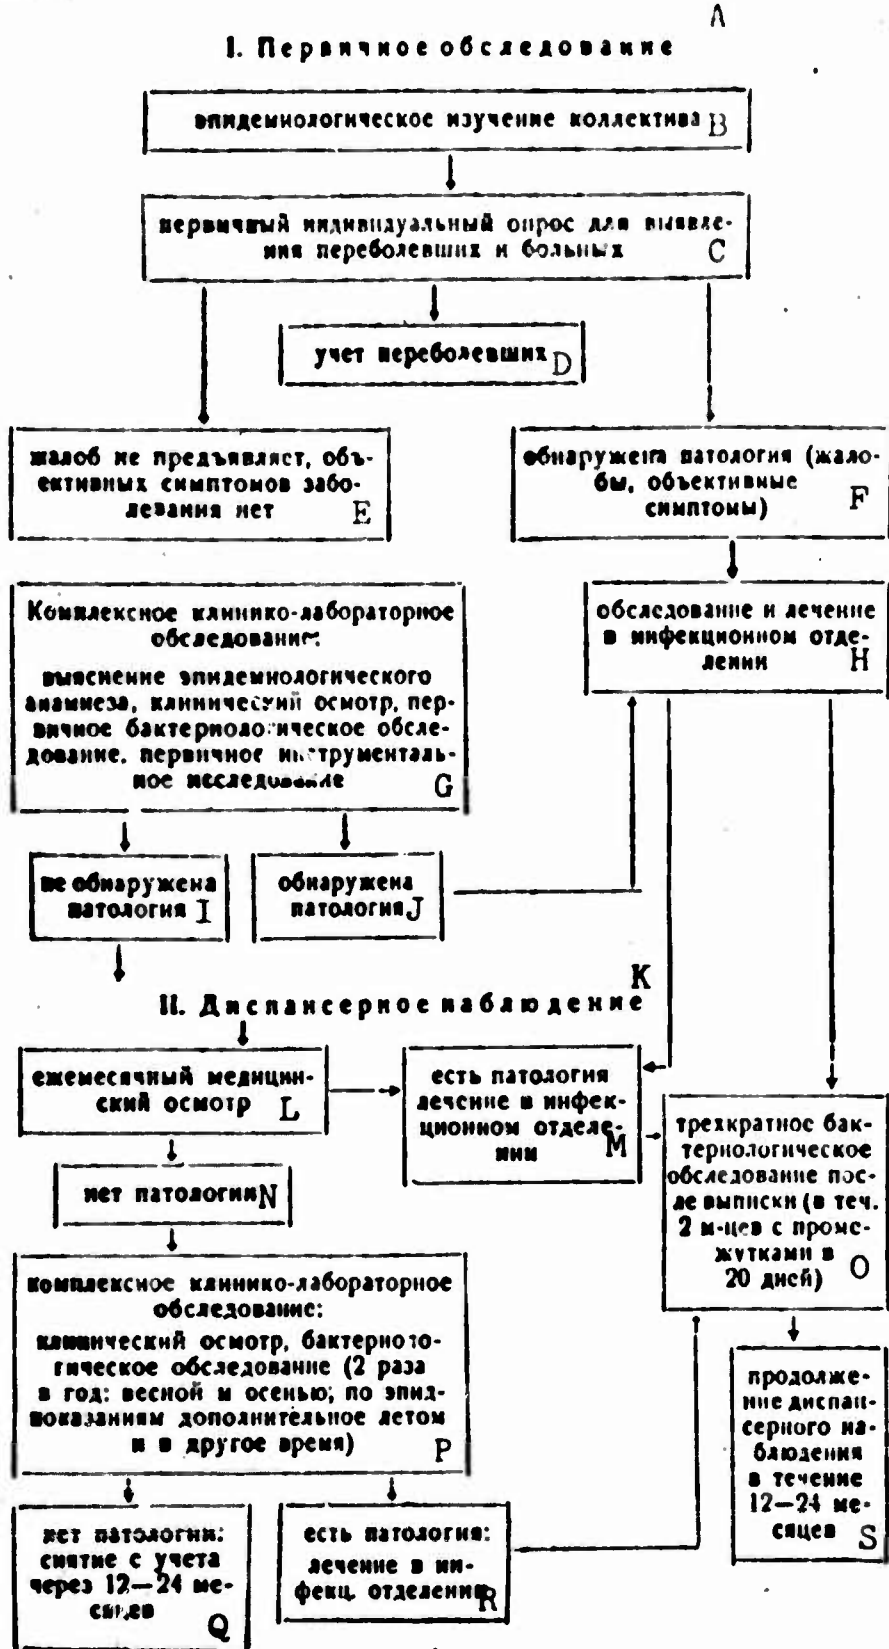 A
I. Первичное обследование
эпидемиологическое изучение коллектива B
первичный индивидуальный опрос для выявле-
ния переболевших и больных C
учет переболевших D
жалоб не предъявляет, объ-
ективных симптомов забо-
левания нет E
обнаружена патология (жало-
бы, объективные
симптомы) F
Комплексное клинико-лабораторное
обследование:
выяснение эпидемиологического
анамнеза, клинический осмотр, пер-
вичное бактериологическое обсле-
дование, первичное инструменталь-
ное исследование G
обследование и лечение
в инфекционном отде-
лении H
не обнаружена
патология I
обнаружена
патология J
K
II. Диспансерное наблюдение
ежемесячный медицин-
ский осмотр L
есть патология
лечение в инфек-
ционном отделе-
нии M
нет патологии N
трехкратное бак-
териологическое
обследование пос-
ле выписки (в теч.
2 м-цев с проме-
жутками в
20 дней) O
комплексное клинико-лабораторное
обследование:
клинический осмотр, бактериоло-
гическое обследование (2 раза
в год: весной и осенью; по эпид-
показаниям дополнительное летом
и в другое время) P
продолже-
ние диспан-
серного на-
блюдения
в течение
12—24 ме-
сяцев S
нет патологии:
снятие с учета
через 12—24 ме-
сяцев Q
есть патология:
лечение в ин-
фекц. отделении R